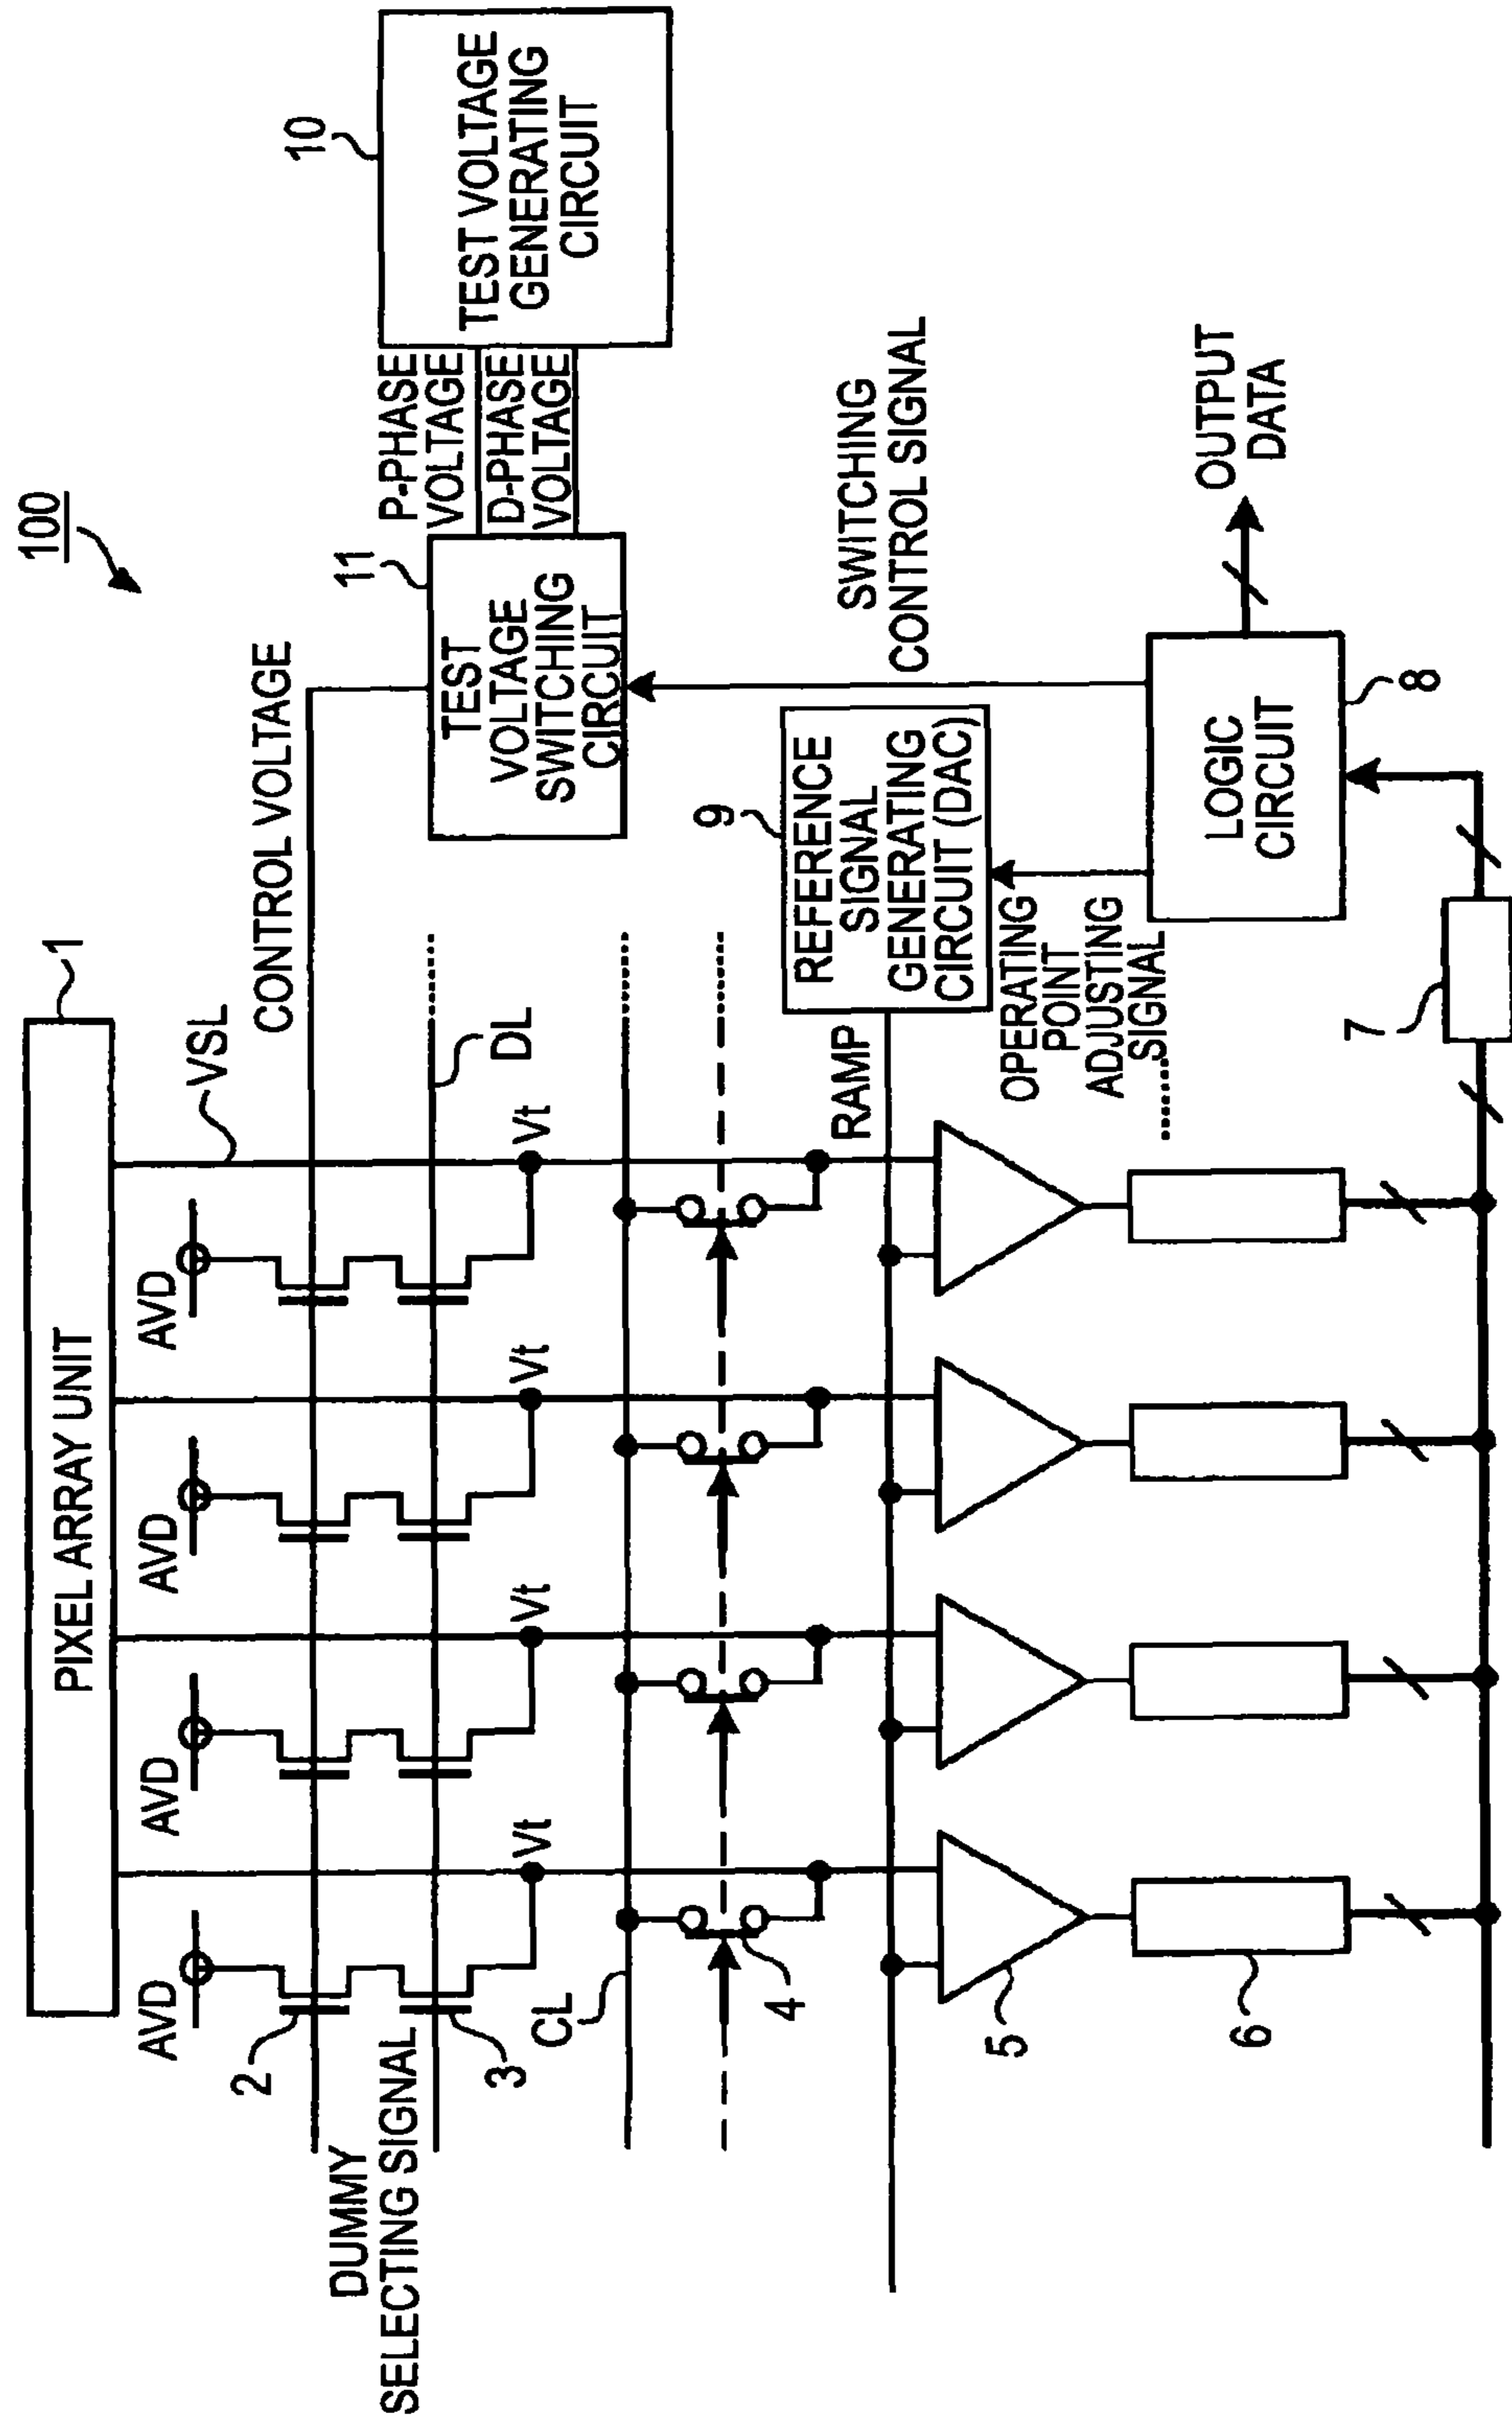 100
PIXEL ARRAY UNIT
1
VSL
AVD
AVD
AVD
AVD
2
CONTROL VOLTAGE
10
TEST VOLTAGE
GENERATING
CIRCUIT
P-PHASE
VOLTAGE
D-PHASE
VOLTAGE
11
TEST
VOLTAGE
SWITCHING
CIRCUIT
DUMMY
SELECTING SIGNAL
3
DL
Vt
Vt
Vt
Vt
CL
4
9
REFERENCE
SIGNAL
GENERATING
CIRCUIT (DAC)
RAMP
SWITCHING
CONTROL SIGNAL
OPERATING
POINT
ADJUSTING
SIGNAL
5
6
LOGIC
CIRCUIT
8
OUTPUT
DATA
7